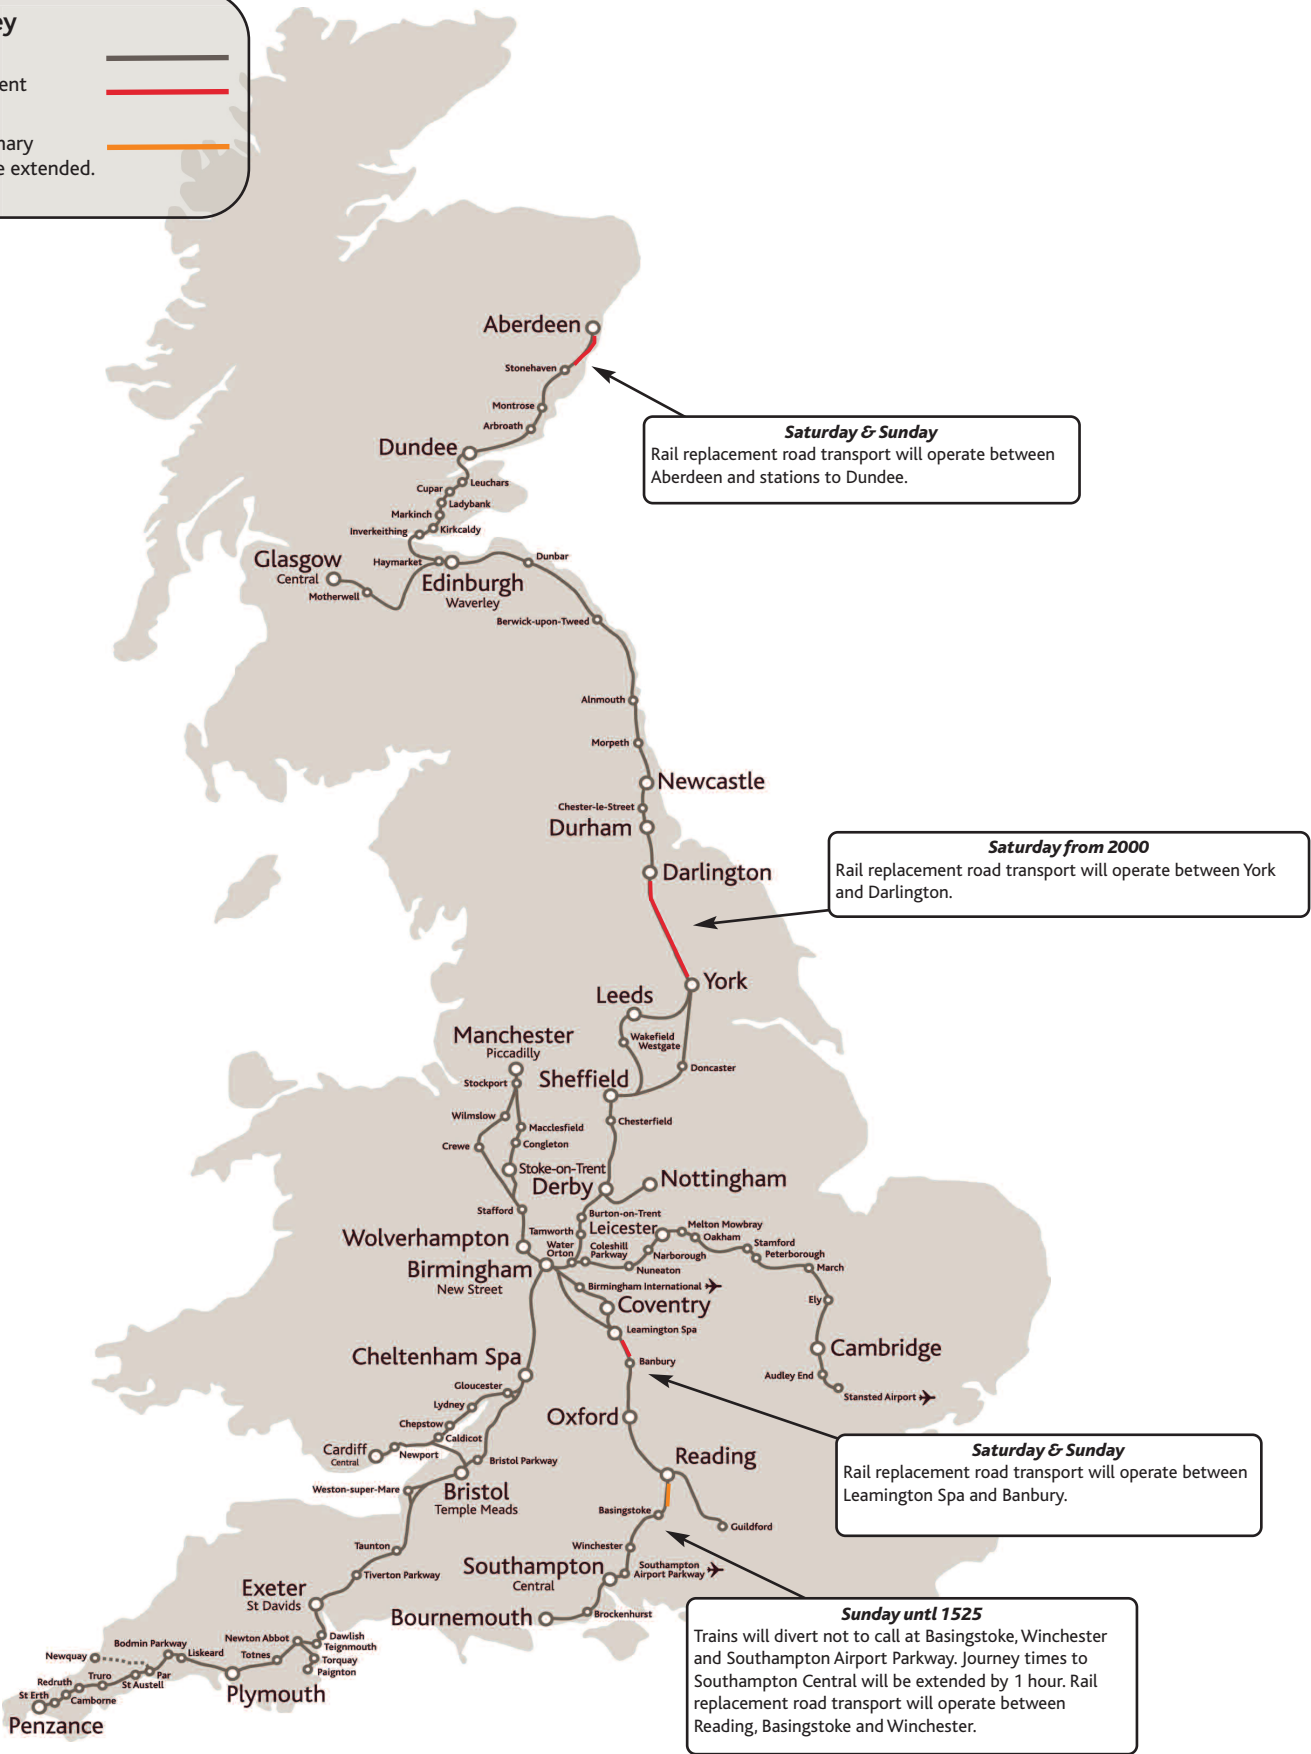 ey
ent
nary
e extended.
Aberdeen
Stonehaven
Montrose
Arbroath
Dundee
Leuchars
Cupar
Ladybank
Markinch
Kirkcaldy
Inverkeithing
Glasgow
Central
Haymarket
Dunbar
Edinburgh
Waverley
Motherwell
Berwick-upon-Tweed
Saturday & Sunday
Rail replacement road transport will operate between
Aberdeen and stations to Dundee.
Alnmouth
Morpeth
Newcastle
Chester-le-Street
Durham
Darlington
Saturday from 2000
Rail replacement road transport will operate between York
and Darlington.
York
Leeds
Wakefield
Westgate
Manchester
Piccadilly
Doncaster
Sheffield
Stockport
Wilmslow
Chesterfield
Macclesfield
Crewe
Congleton
Stoke-on-Trent
Derby
Nottingham
Stafford
Burton-on-Trent
Tamworth
Leicester
Melton Mowbray
Oakham
Stamford
Peterborough
Wolverhampton
Water
Orton
Coleshill
Parkway
Narborough
Nuneaton
March
Birmingham
New Street
Birmingham International
Ely
Coventry
Leamington Spa
Cambridge
Cheltenham Spa
Banbury
Audley End
Stansted Airport
Gloucester
Lydney
Chepstow
Oxford
Caldicot
Cardiff
Central
Newport
Bristol Parkway
Reading
Saturday & Sunday
Rail replacement road transport will operate between
Leamington Spa and Banbury.
Weston-super-Mare
Bristol
Temple Meads
Basingstoke
Guildford
Taunton
Winchester
Tiverton Parkway
Southampton
Central
Southampton
Airport Parkway
Exeter
St Davids
Bournemouth
Brockenhurst
Sunday untl 1525
Trains will divert not to call at Basingstoke, Winchester
and Southampton Airport Parkway. Journey times to
Southampton Central will be extended by 1 hour. Rail
replacement road transport will operate between
Reading, Basingstoke and Winchester.
Dawlish
Teignmouth
Newton Abbot
Torquay
Paignton
Totnes
Bodmin Parkway
Liskeard
Newquay
Par
St Austell
Truro
Redruth
Camborne
St Erth
Plymouth
Penzance